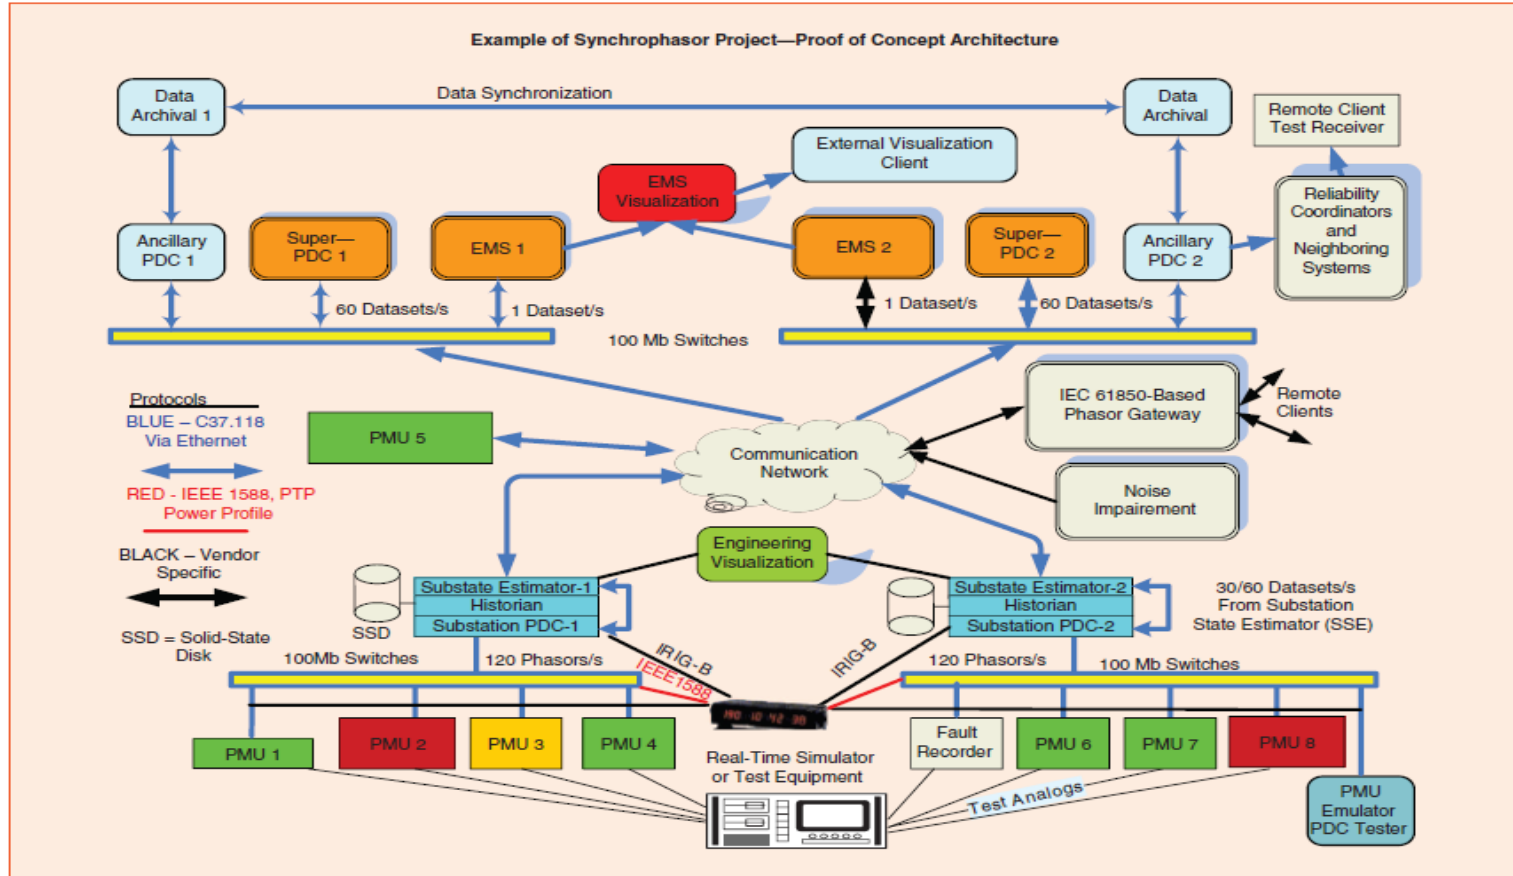 Example of Synchrophasor Project—Proof of Concept Architecture
Data
Archival 1
Data Synchronization
Data
Archival
Remote Client
Test Receiver
External Visualization
Client
EMS
Visualization
Reliability
Coordinators
and
Neighboring
Systems
Ancillary
PDC 1
Super—
PDC 1
EMS 1
EMS 2
Super—
PDC 2
Ancillary
PDC 2
60 Datasets/s
1 Dataset/s
1 Dataset/s
60 Datasets/s
100 Mb Switches
Protocols
BLUE – C37.118
Via Ethernet
RED - IEEE 1588, PTP
Power Profile
BLACK – Vendor
Specific
SSD = Solid-State
Disk
PMU 5
Communication
Network
IEC 61850-Based
Phasor Gateway
Remote
Clients
Noise
Impairement
Engineering
Visualization
SSD
Substate Estimator-1
Historian
Substation PDC-1
Substate Estimator-2
Historian
Substation PDC-2
30/60 Datasets/s
From Substation
State Estimator (SSE)
100Mb Switches
120 Phasors/s
IRIG-B
IEEE1588
IRIG-B
120 Phasors/s
100 Mb Switches
PMU 1
PMU 2
PMU 3
PMU 4
Real-Time Simulator
or Test Equipment
Fault
Recorder
PMU 6
PMU 7
PMU 8
Test Analogs
PMU
Emulator
PDC Tester